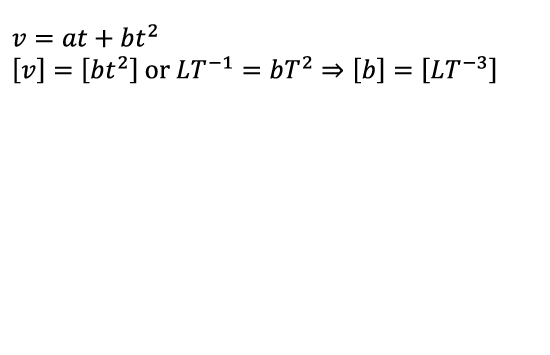 v = at + bt²
[v] = [bt²] or LT⁻¹ = bT² ⇒ [b] = [LT⁻³]